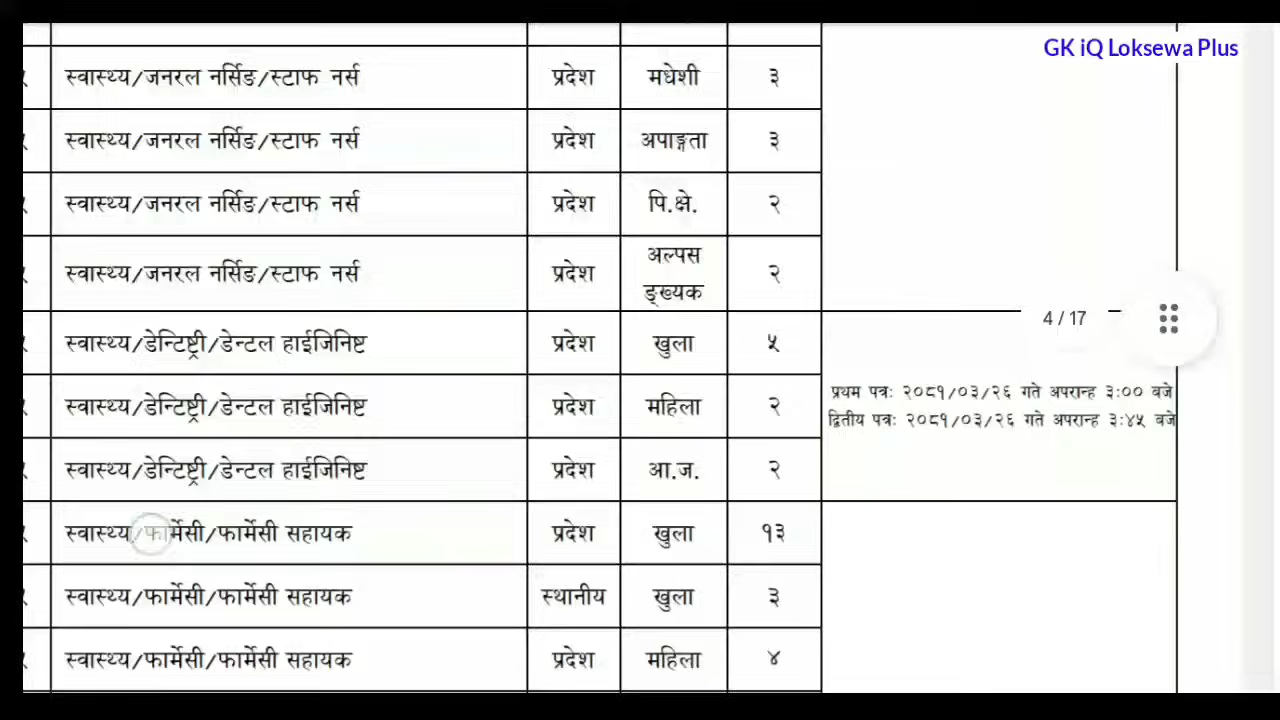 GK iQ Loksewa Plus
स्वास्थ्य/जनरल नर्सिङ/स्टाफ नर्स प्रदेश मधेशी ३
स्वास्थ्य/जनरल नर्सिङ/स्टाफ नर्स प्रदेश अपाङ्गता ३
स्वास्थ्य/जनरल नर्सिङ/स्टाफ नर्स प्रदेश पि.क्षे. २
स्वास्थ्य/जनरल नर्सिङ/स्टाफ नर्स प्रदेश अल्पस
ङ्ख्यक २
4 / 17
स्वास्थ्य/डेन्टिष्ट्री/डेन्टल हाईजिनिष्ट प्रदेश खुला ५
स्वास्थ्य/डेन्टिष्ट्री/डेन्टल हाईजिनिष्ट प्रदेश महिला २
प्रथम पत्रः २०८१/०३/२६ गते अपरान्ह ३:०० बजे
द्वितीय पत्रः २०८१/०३/२६ गते अपरान्ह ३:४५ बजे
स्वास्थ्य/डेन्टिष्ट्री/डेन्टल हाईजिनिष्ट प्रदेश आ.ज. २
स्वास्थ्य/फार्मेसी/फार्मेसी सहायक प्रदेश खुला १३
स्वास्थ्य/फार्मेसी/फार्मेसी सहायक स्थानीय खुला ३
स्वास्थ्य/फार्मेसी/फार्मेसी सहायक प्रदेश महिला ४